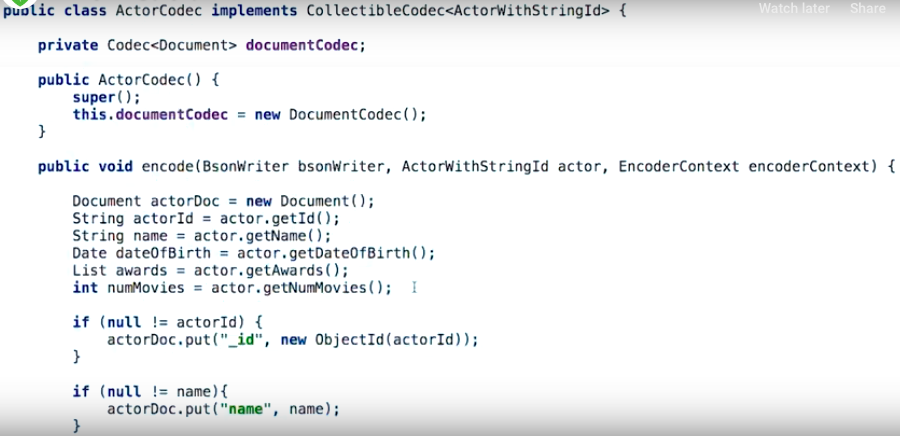 public class ActorCodec implements CollectibleCodec<ActorWithStringId> {
Watch later Share
private Codec<Document> documentCodec;
public ActorCodec() {
super();
this.documentCodec = new DocumentCodec();
}
public void encode(BsonWriter bsonWriter, ActorWithStringId actor, EncoderContext encoderContext) {
Document actorDoc = new Document();
String actorId = actor.getId();
String name = actor.getName();
Date dateOfBirth = actor.getDateOfBirth();
List awards = actor.getAwards();
int numMovies = actor.getNumMovies();
if (null != actorId) {
actorDoc.put("_id", new ObjectId(actorId));
}
if (null != name){
actorDoc.put("name", name);
}